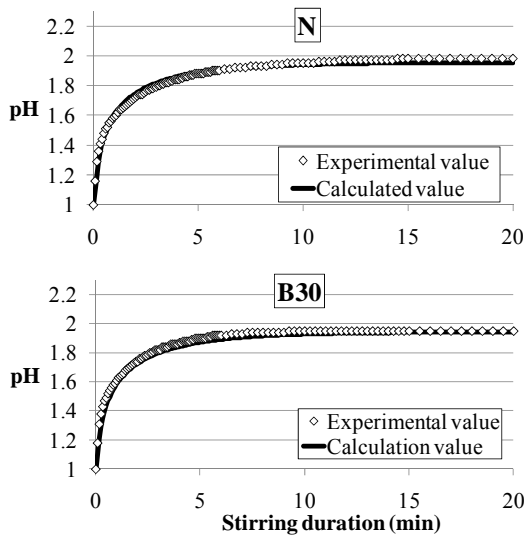 N
2.2
2
1.8
1.6
1.4
1.2
1
pH
0 5 10 15 20
Experimental value
Calculated value
B30
2.2
2
1.8
1.6
1.4
1.2
1
pH
0 5 10 15 20
Experimental value
Calculation value
Stirring duration (min)